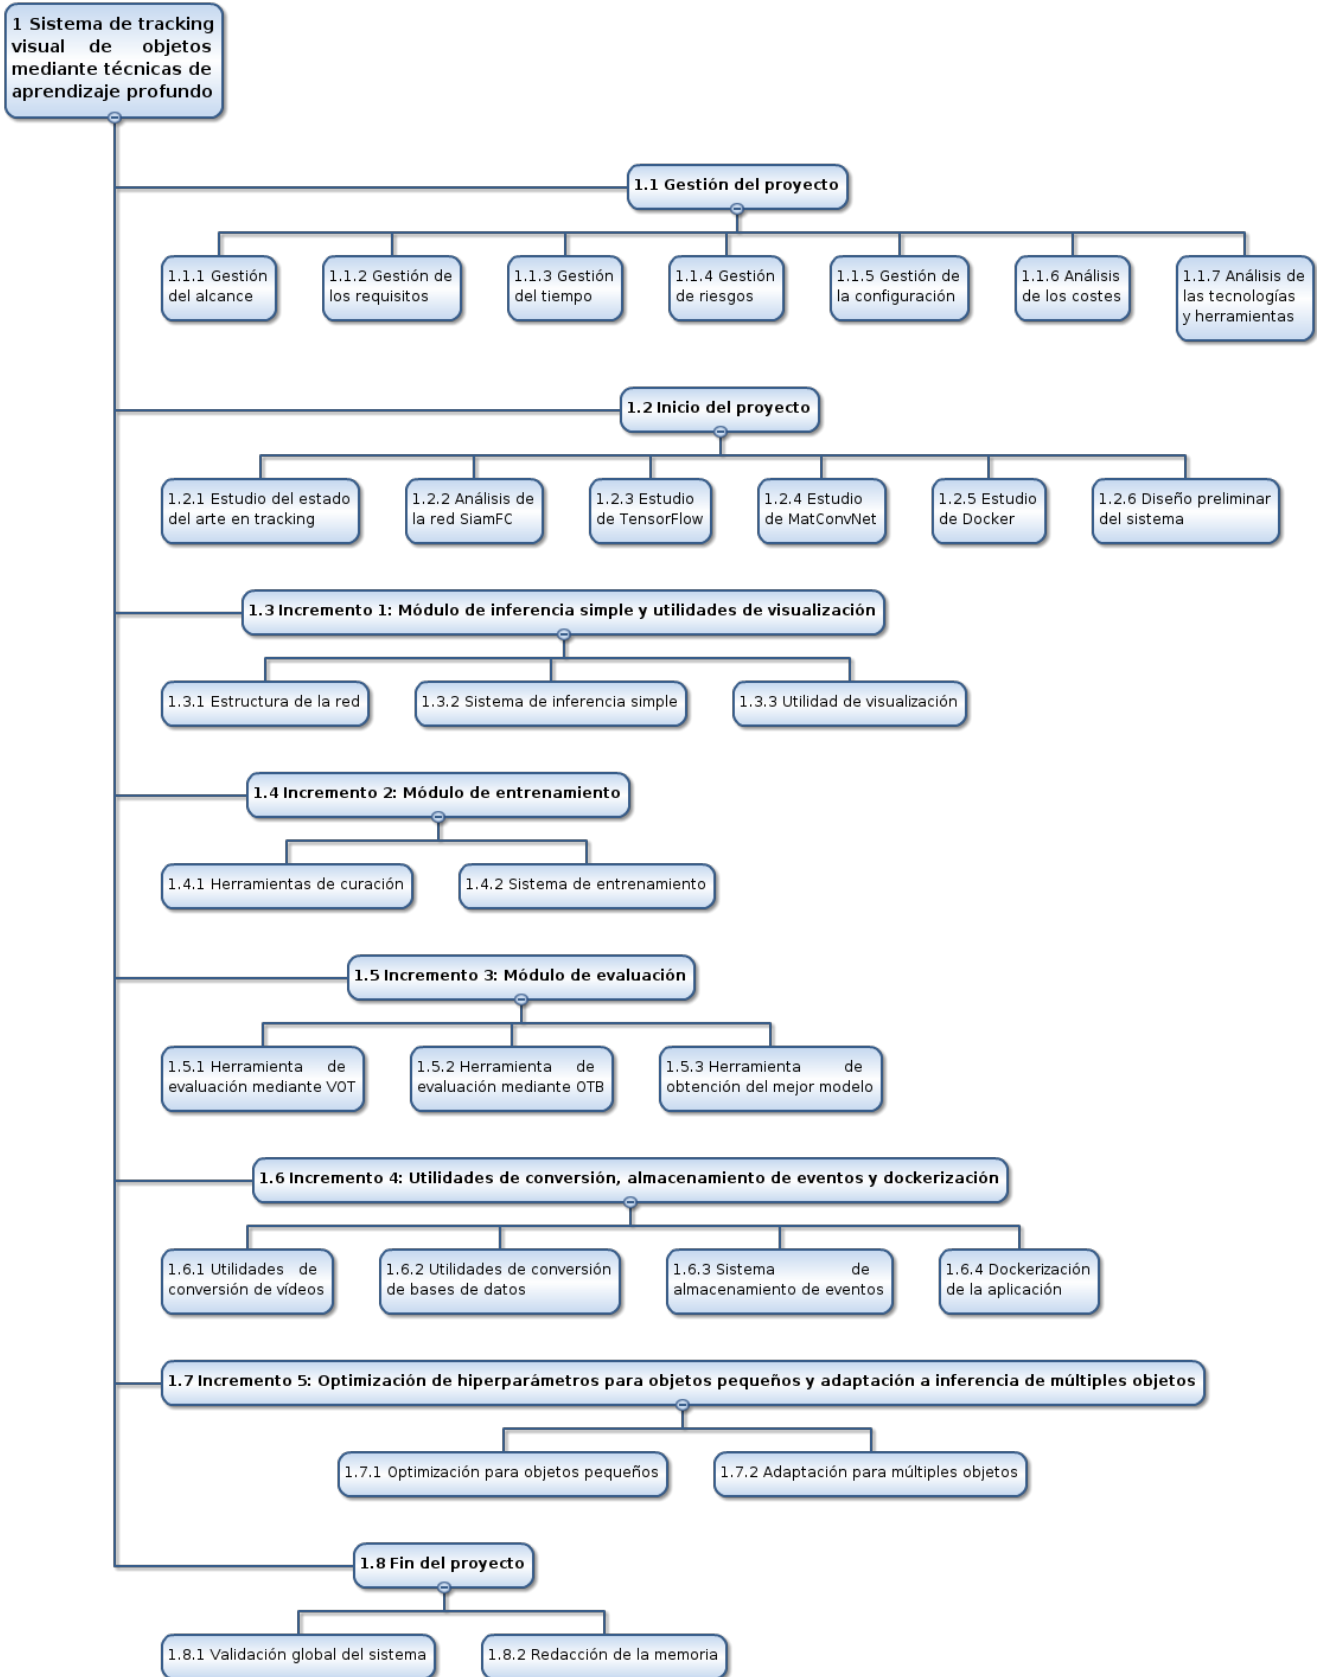 1 Sistema de tracking
visual de objetos
mediante técnicas de
aprendizaje profundo
1.1 Gestión del proyecto
1.1.1 Gestión
del alcance
1.1.2 Gestión de
los requisitos
1.1.3 Gestión
del tiempo
1.1.4 Gestión
de riesgos
1.1.5 Gestión de
la configuración
1.1.6 Análisis
de los costes
1.1.7 Análisis de
las tecnologías
y herramientas
1.2 Inicio del proyecto
1.2.1 Estudio del estado
del arte en tracking
1.2.2 Análisis de
la red SiamFC
1.2.3 Estudio
de TensorFlow
1.2.4 Estudio
de MatConvNet
1.2.5 Estudio
de Docker
1.2.6 Diseño preliminar
del sistema
1.3 Incremento 1: Módulo de inferencia simple y utilidades de visualización
1.3.1 Estructura de la red
1.3.2 Sistema de inferencia simple
1.3.3 Utilidad de visualización
1.4 Incremento 2: Módulo de entrenamiento
1.4.1 Herramientas de curación
1.4.2 Sistema de entrenamiento
1.5 Incremento 3: Módulo de evaluación
1.5.1 Herramienta de
evaluación mediante VOT
1.5.2 Herramienta de
evaluación mediante OTB
1.5.3 Herramienta de
obtención del mejor modelo
1.6 Incremento 4: Utilidades de conversión, almacenamiento de eventos y dockerización
1.6.1 Utilidades de
conversión de vídeos
1.6.2 Utilidades de conversión
de bases de datos
1.6.3 Sistema de
almacenamiento de eventos
1.6.4 Dockerización
de la aplicación
1.7 Incremento 5: Optimización de hiperparámetros para objetos pequeños y adaptación a inferencia de múltiples objetos
1.7.1 Optimización para objetos pequeños
1.7.2 Adaptación para múltiples objetos
1.8 Fin del proyecto
1.8.1 Validación global del sistema
1.8.2 Redacción de la memoria